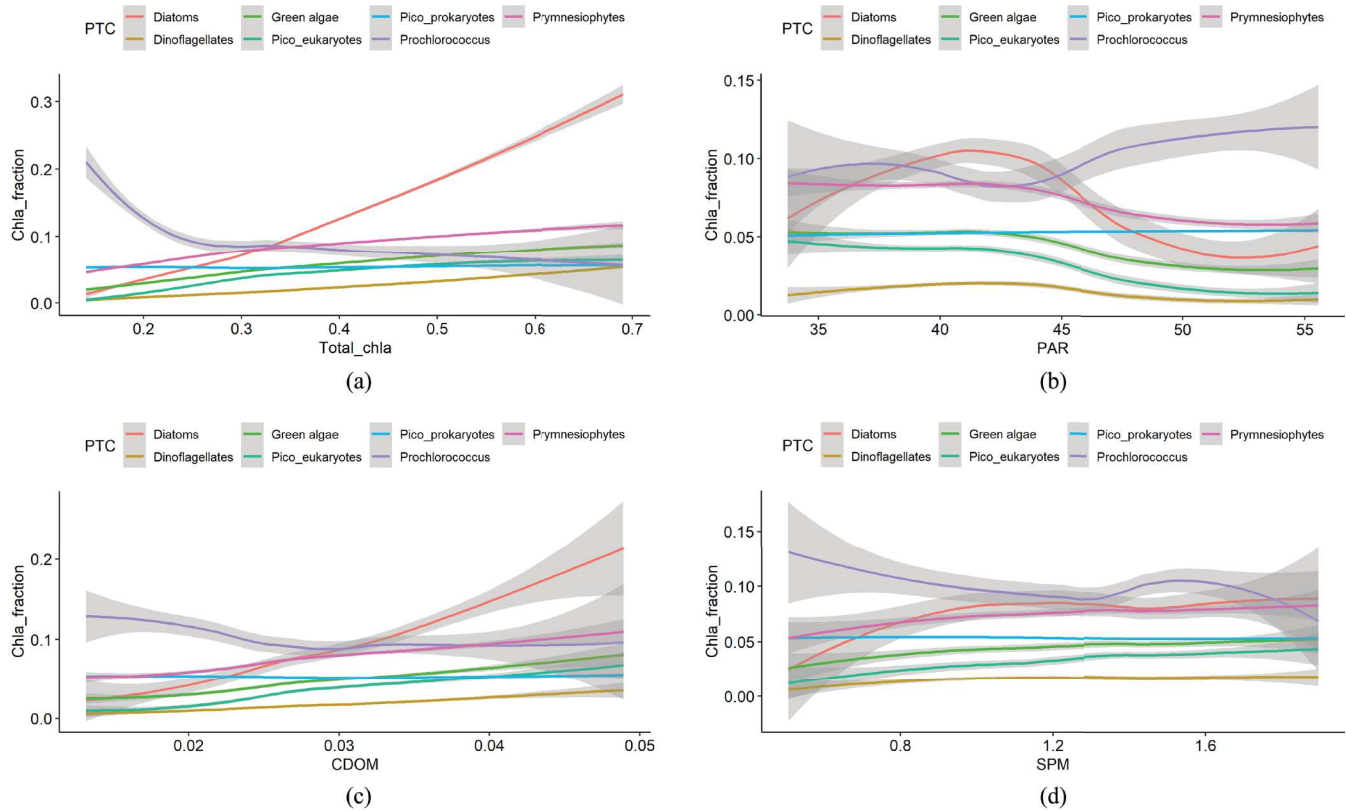 PTC Diatoms Green algae Pico_prokaryotes Prymnesiophytes
Dinoflagellates Pico_eukaryotes Prochlorococcus
Chla_fraction
0.3
0.2
0.1
0.0
0.2 0.3 0.4 0.5 0.6 0.7
Total_chla
(a)
PTC Diatoms Green algae Pico_prokaryotes Prymnesiophytes
Dinoflagellates Pico_eukaryotes Prochlorococcus
Chla_fraction
0.15
0.10
0.05
0.00
35 40 45 50 55
PAR
(b)
PTC Diatoms Green algae Pico_prokaryotes Prymnesiophytes
Dinoflagellates Pico_eukaryotes Prochlorococcus
Chla_fraction
0.2
0.1
0.0
0.02 0.03 0.04 0.05
CDOM
(c)
PTC Diatoms Green algae Pico_prokaryotes Prymnesiophytes
Dinoflagellates Pico_eukaryotes Prochlorococcus
Chla_fraction
0.15
0.10
0.05
0.00
0.8 1.2 1.6
SPM
(d)